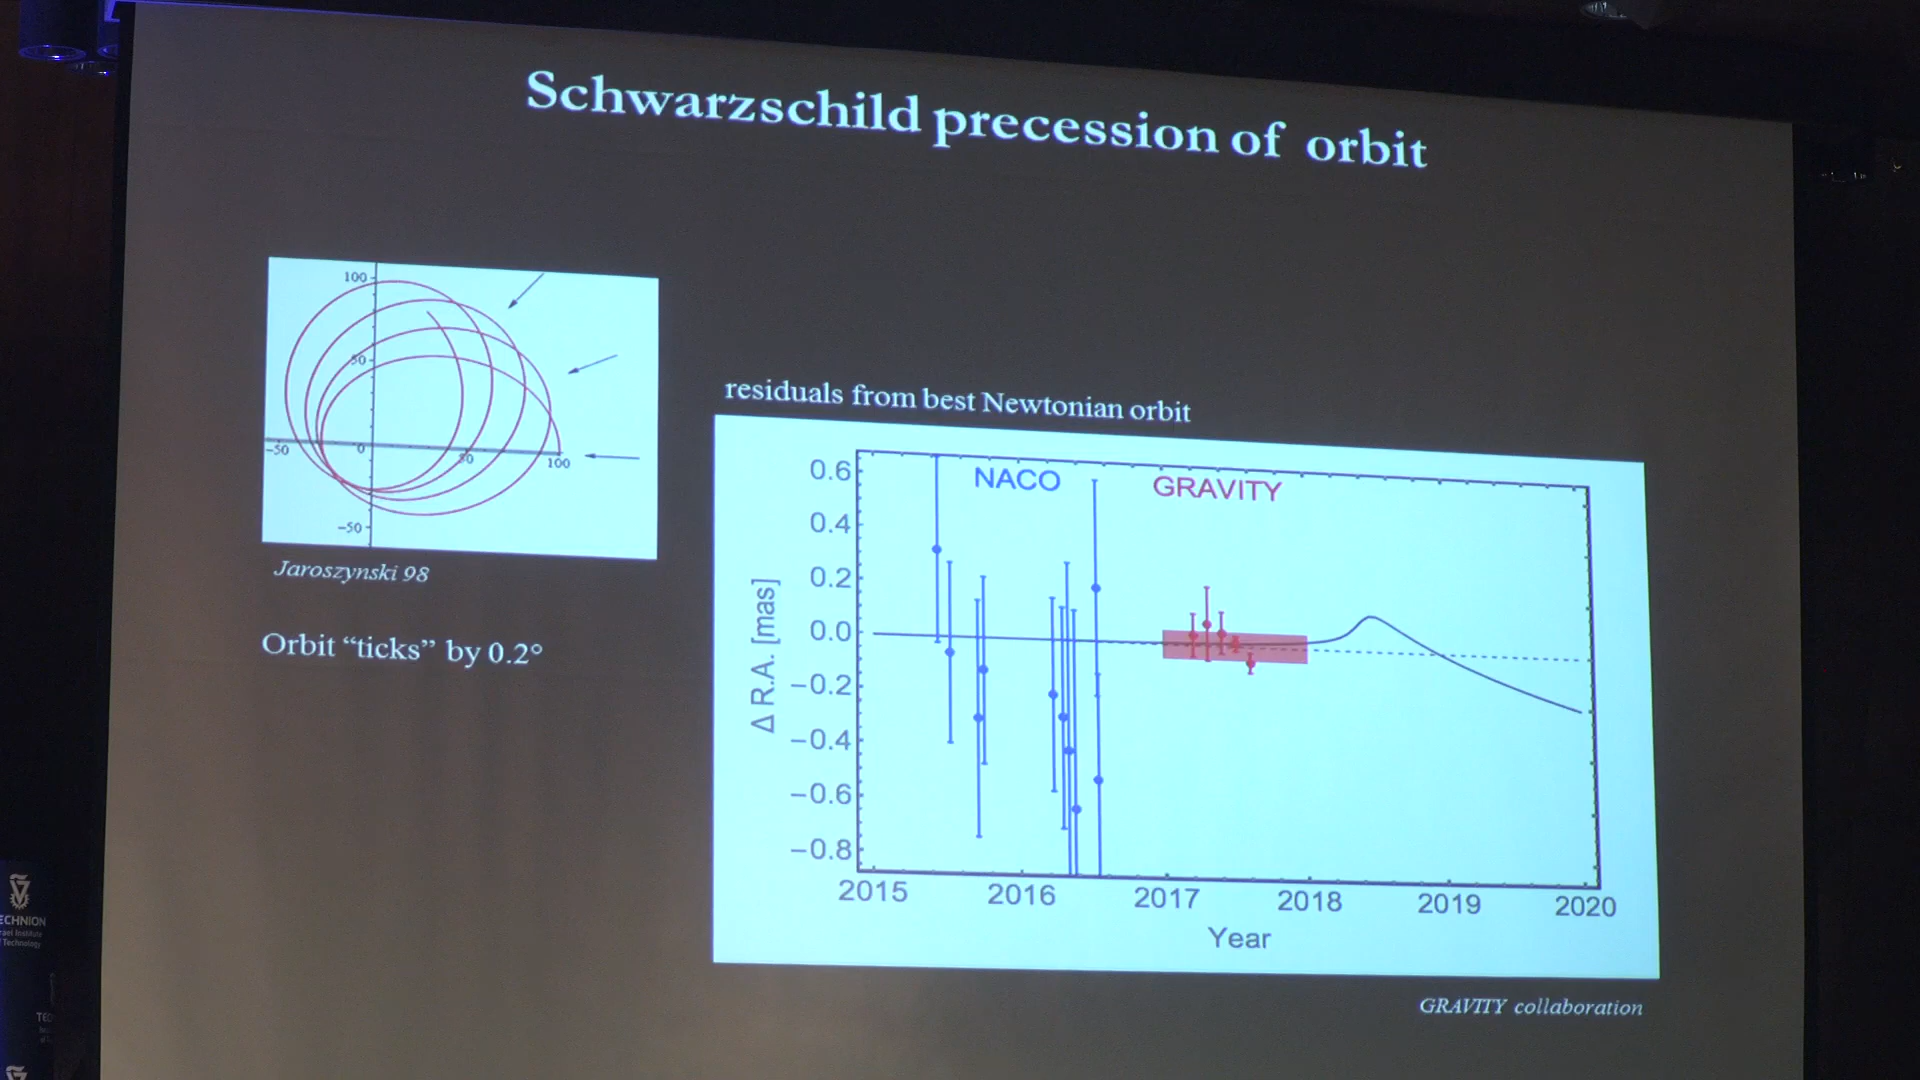 Schwarzschild precession of orbit
100
50
-50
0
50
100
-50
Jaroszynski 98
Orbit “ticks” by 0.2°
residuals from best Newtonian orbit
NACO
GRAVITY
0.6
0.4
0.2
0.0
-0.2
-0.4
-0.6
-0.8
Δ R.A. [mas]
2015
2016
2017
2018
2019
2020
Year
GRAVITY collaboration
ECHNION
Technology